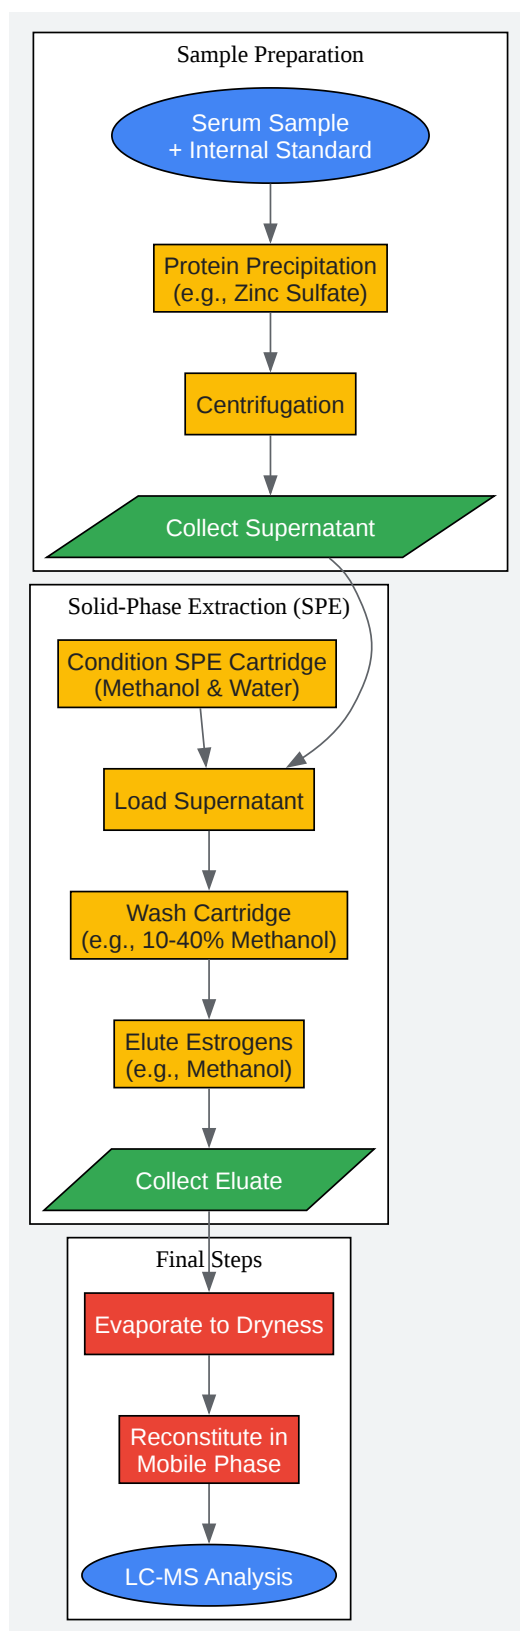 Sample Preparation
Serum Sample
+ Internal Standard
Protein Precipitation
(e.g., Zinc Sulfate)
Centrifugation
Collect Supernatant
Solid-Phase Extraction (SPE)
Condition SPE Cartridge
(Methanol & Water)
Load Supernatant
Wash Cartridge
(e.g., 10-40% Methanol)
Elute Estrogens
(e.g., Methanol)
Collect Eluate
Final Steps
Evaporate to Dryness
Reconstitute in
Mobile Phase
LC-MS Analysis